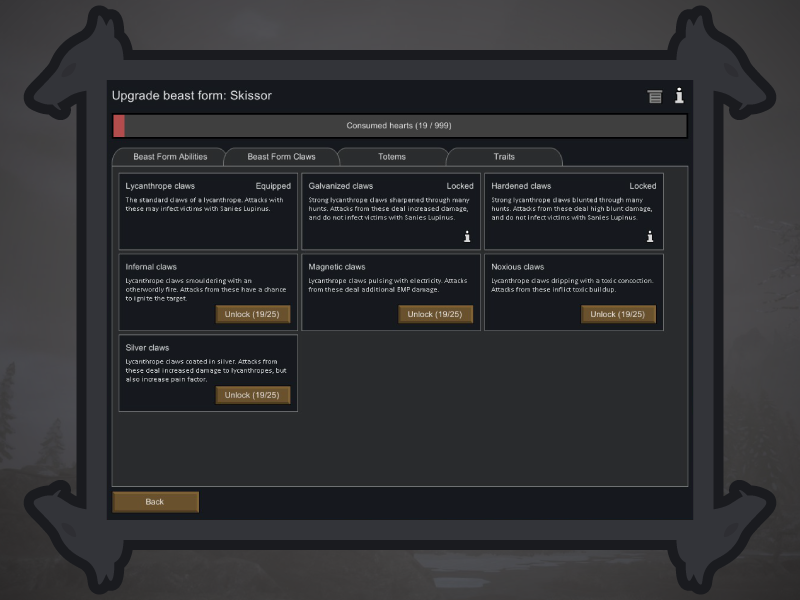 Upgrade beast form: Skissor
Consumed hearts (19 / 999)
Beast Form Abilities
Beast Form Claws
Totems
Traits
Lycanthrope claws
Equipped
The standard claws of a lycanthrope. Attacks with
these may infect victims with Sanies Lupinus.
Galvanized claws
Locked
Strong lycanthrope claws sharpened through many
hunts. Attacks from these deal increased damage,
and do not infect victims with Sanies Lupinus.
Hardened claws
Locked
Strong lycanthrope claws blunted through many
hunts. Attacks from these deal high blunt damage,
and do not infect victims with Sanies Lupinus.
Infernal claws
Lycanthrope claws smouldering with an
otherwordly fire. Attacks from these have a chance
to ignite the target.
Unlock (19/25)
Magnetic claws
Lycanthrope claws pulsing with electricity. Attacks
from these deal additional EMP damage.
Unlock (19/25)
Noxious claws
Lycanthrope claws dripping with a toxic concoction.
Attacks from these inflict toxic buildup.
Unlock (19/25)
Silver claws
Lycanthrope claws coated in silver. Attacks from
these deal increased damage to lycanthropes, but
also increase pain factor.
Unlock (19/25)
Back